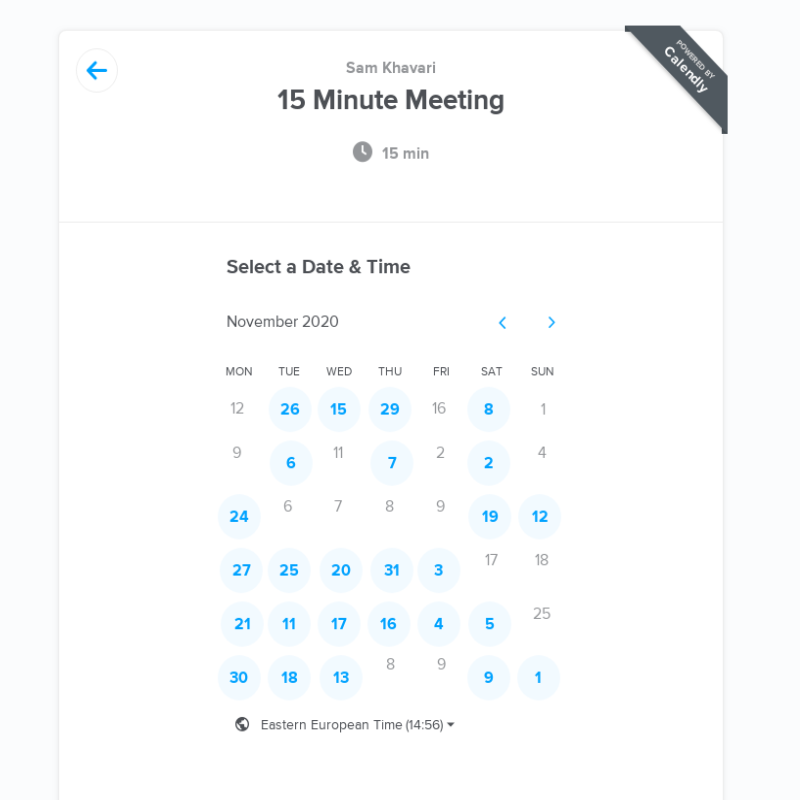 Sam Khavari
POWERED BY
Calendly
15 Minute Meeting
15 min
Select a Date & Time
November 2020
MON TUE WED THU FRI SAT SUN
12 26 15 29 16 8 1
9 6 11 7 2 2 4
24 6 7 8 9 19 12
27 25 20 31 3 17 18
21 11 17 16 4 5 25
30 18 13 8 9 9 1
Eastern European Time (14:56)